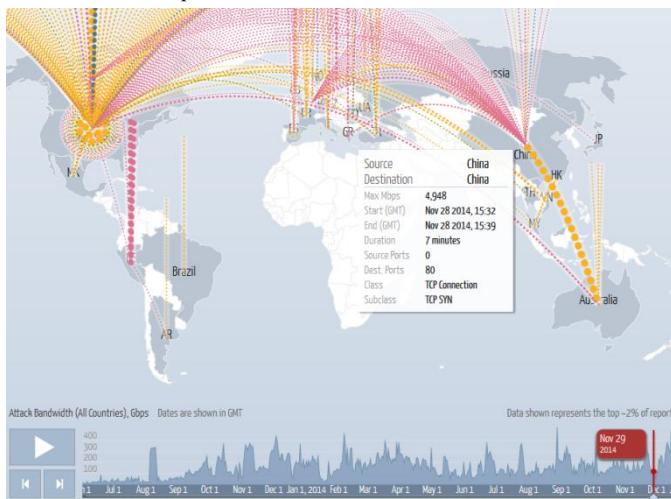 Russia
UA
GR
JP
China
HK
TH
MY
Brazil
AR
Australia
Source China
Destination China
Max Mbps 4,948
Start (GMT) Nov 28 2014, 15:32
End (GMT) Nov 28 2014, 15:39
Duration 7 minutes
Source Ports 0
Dest. Ports 80
Class TCP Connection
Subclass TCP SYN
Attack Bandwidth (All Countries), Gbps Dates are shown in GMT
Data shown represents the top ~2% of report
Nov 29
2014
400
300
200
100
Jul 1 Aug 1 Sep 1 Oct 1 Nov 1 Dec 1 Jan 1, 2014 Feb 1 Mar 1 Apr 1 May 1 Jun 1 Jul 1 Aug 1 Sep 1 Oct 1 Nov 1